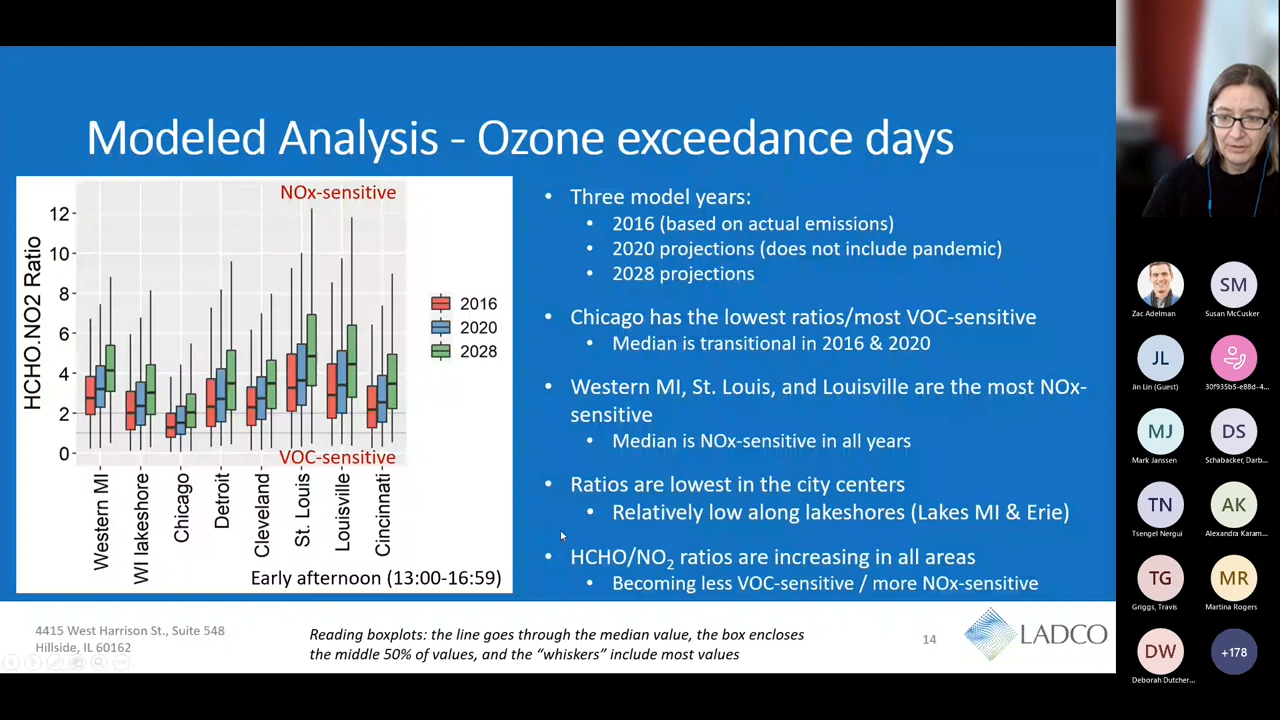 Modeled Analysis - Ozone exceedance days
NOx-sensitive
VOC-sensitive
HCHO.NO2 Ratio
12
10
8
6
4
2
0
2016
2020
2028
Western MI
WI lakeshore
Chicago
Detroit
Cleveland
St. Louis
Louisville
Cincinnati
Early afternoon (13:00-16:59)
• Three model years:
• 2016 (based on actual emissions)
• 2020 projections (does not include pandemic)
• 2028 projections
• Chicago has the lowest ratios/most VOC-sensitive
• Median is transitional in 2016 & 2020
• Western MI, St. Louis, and Louisville are the most NOx-
sensitive
• Median is NOx-sensitive in all years
• Ratios are lowest in the city centers
• Relatively low along lakeshores (Lakes MI & Erie)
• HCHO/NO₂ ratios are increasing in all areas
• Becoming less VOC-sensitive / more NOx-sensitive
4415 West Harrison St., Suite 548
Hillside, IL 60162
Reading boxplots: the line goes through the median value, the box encloses
the middle 50% of values, and the “whiskers” include most values
14
LADCO
Zac Adelman
SM
Susan McCusker
JL
Jin Lin (Guest)
30f935b5-e88d-4...
MJ
Mark Janssen
DS
Schabacker, Darb...
TN
Tsengel Nergui
AK
Alexandra Karam...
TG
Griggs, Travis
MR
Martina Rogers
DW
Deborah Dutcher...
+178